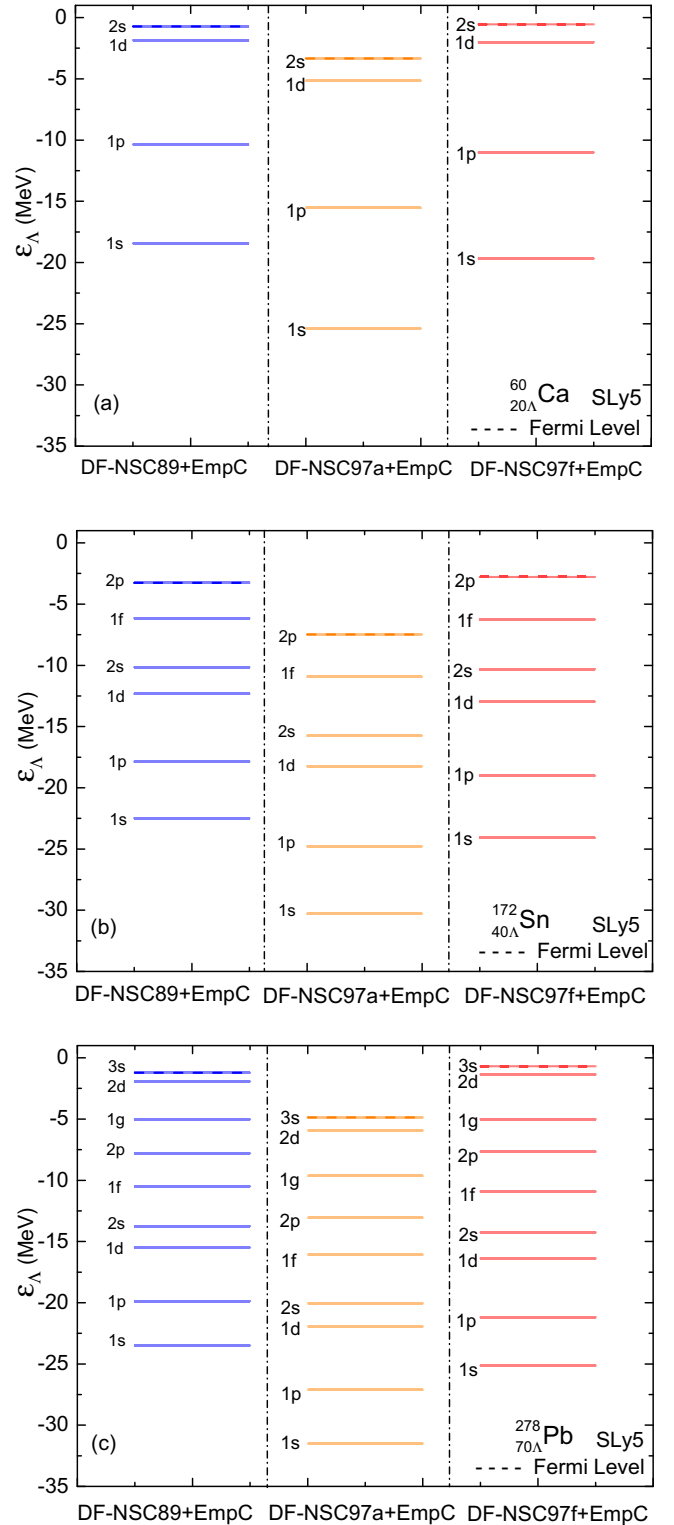 0
-5
-10
-15
-20
-25
-30
-35
ε_Λ (MeV)
2s
1d
1p
1s
2s
1d
1p
1s
2s
1d
1p
1s
(a)
^{60}_{20Λ}Ca SLy5
Fermi Level
DF-NSC89+EmpC DF-NSC97a+EmpC DF-NSC97f+EmpC
0
-5
-10
-15
-20
-25
-30
-35
ε_Λ (MeV)
2p
1f
2s
1d
1p
1s
2p
1f
2s
1d
1p
1s
2p
1f
2s
1d
1p
1s
(b)
^{172}_{40Λ}Sn SLy5
Fermi Level
DF-NSC89+EmpC DF-NSC97a+EmpC DF-NSC97f+EmpC
0
-5
-10
-15
-20
-25
-30
-35
ε_Λ (MeV)
3s
2d
1g
2p
1f
2s
1d
1p
1s
3s
2d
1g
2p
1f
2s
1d
1p
1s
3s
2d
1g
2p
1f
2s
1d
1p
1s
(c)
^{278}_{70Λ}Pb SLy5
Fermi Level
DF-NSC89+EmpC DF-NSC97a+EmpC DF-NSC97f+EmpC